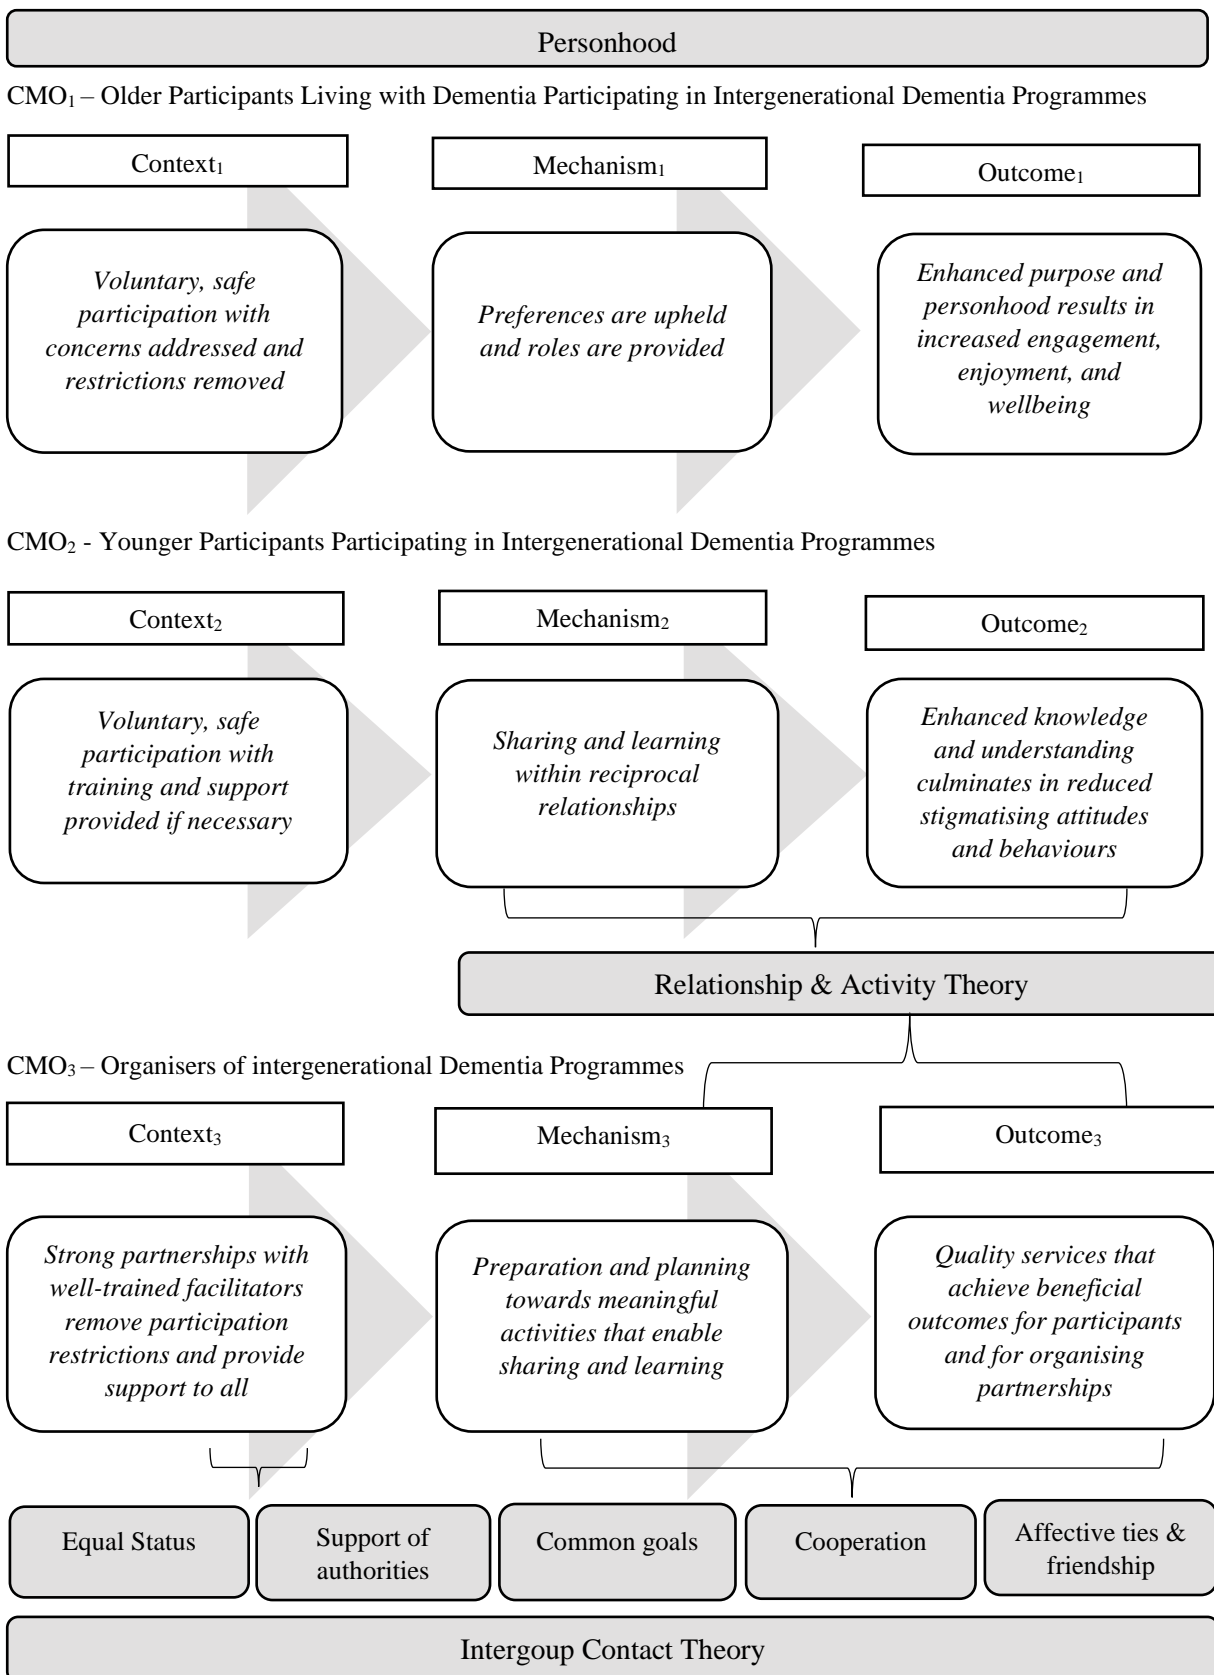 Personhood
CMO₁ – Older Participants Living with Dementia Participating in Intergenerational Dementia Programmes
Context₁
Mechanism₁
Outcome₁
Voluntary, safe
participation with
concerns addressed and
restrictions removed
Preferences are upheld
and roles are provided
Enhanced purpose and
personhood results in
increased engagement,
enjoyment, and
wellbeing
CMO₂ - Younger Participants Participating in Intergenerational Dementia Programmes
Context₂
Mechanism₂
Outcome₂
Voluntary, safe
participation with
training and support
provided if necessary
Sharing and learning
within reciprocal
relationships
Enhanced knowledge
and understanding
culminates in reduced
stigmatising attitudes
and behaviours
Relationship & Activity Theory
CMO₃ – Organisers of intergenerational Dementia Programmes
Context₃
Mechanism₃
Outcome₃
Strong partnerships with
well-trained facilitators
remove participation
restrictions and provide
support to all
Preparation and planning
towards meaningful
activities that enable
sharing and learning
Quality services that
achieve beneficial
outcomes for participants
and for organising
partnerships
Equal Status
Support of
authorities
Common goals
Cooperation
Affective ties &
friendship
Intergoup Contact Theory